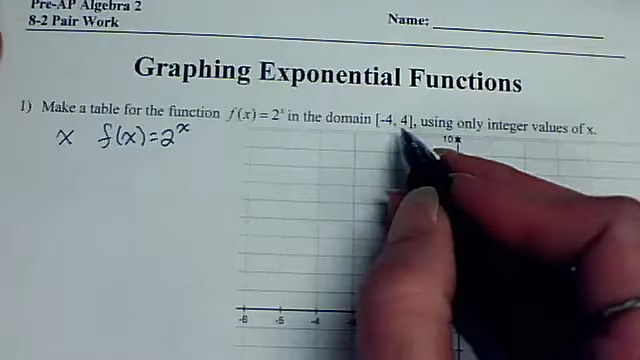 Pre-AP Algebra 2
8-2 Pair Work
Name:
Graphing Exponential Functions
1) Make a table for the function f(x) = 2ˣ in the domain [-4, 4], using only integer values of x.
x f(x)=2ˣ
10
-6 -5 -4